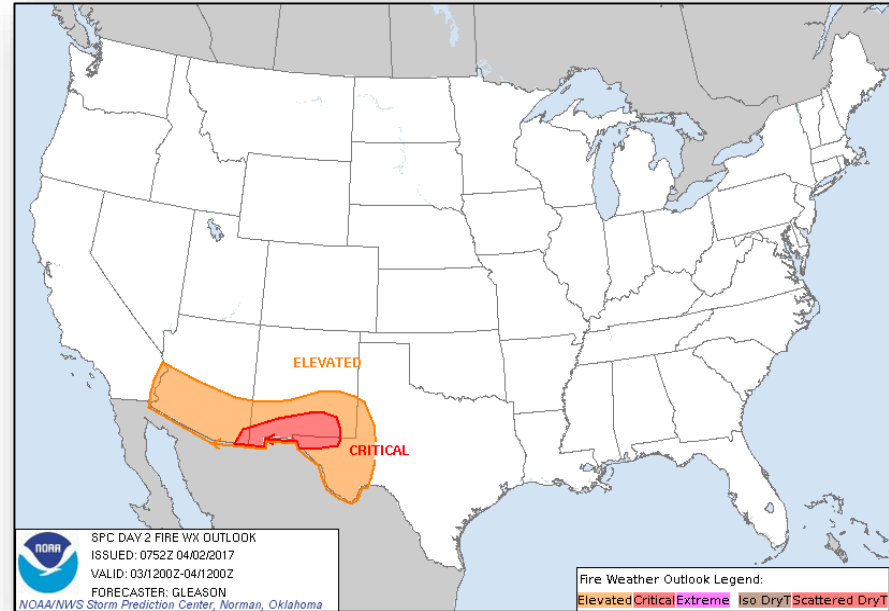 ELEVATED
CRITICAL
NOAA
SPC DAY 2 FIRE WX OUTLOOK
ISSUED: 0752Z 04/02/2017
VALID: 03/1200Z-04/1200Z
FORECASTER: GLEASON
NOAA/NWS Storm Prediction Center, Norman, Oklahoma
Fire Weather Outlook Legend:
Elevated Critical Extreme Iso DryT Scattered DryT